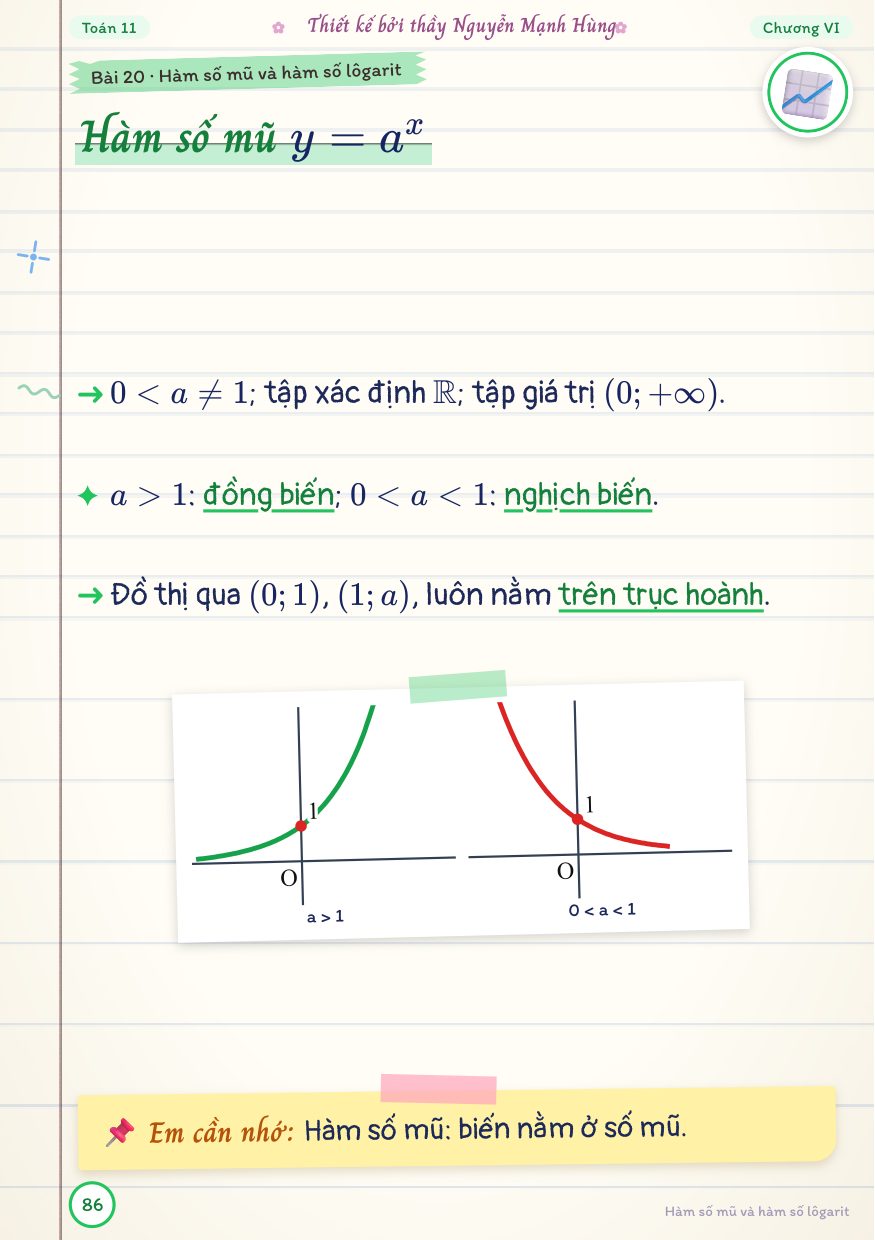 Toán 11
Thiết kế bởi thầy Nguyễn Mạnh Hùng
Chương VI
Bài 20 · Hàm số mũ và hàm số lôgarit
Hàm số mũ y = a^x
→ 0 < a ≠ 1; tập xác định ℝ; tập giá trị (0; +∞).
✦ a > 1: đồng biến; 0 < a < 1: nghịch biến.
→ Đồ thị qua (0; 1), (1; a), luôn nằm trên trục hoành.
1
O
a > 1
1
O
0 < a < 1
Em cần nhớ: Hàm số mũ: biến nằm ở số mũ.
86
Hàm số mũ và hàm số lôgarit